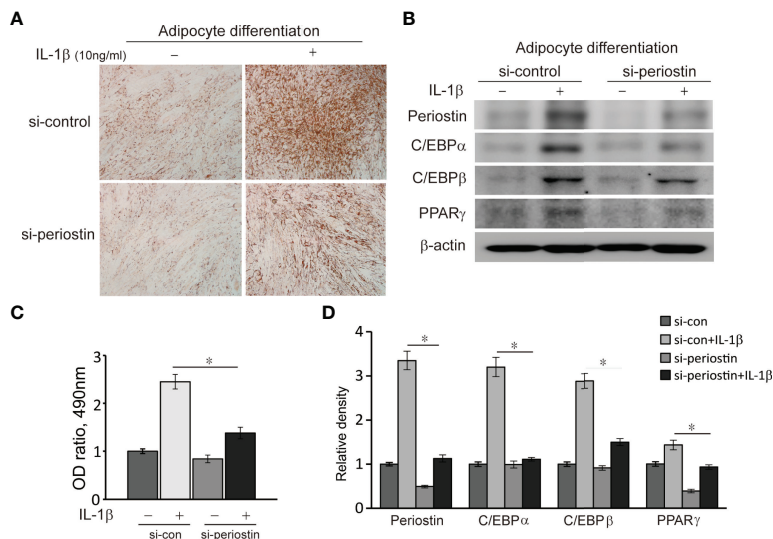 A
Adipocyte differentiation
IL-1β (10ng/ml) – +
si-control
si-periostin
B
Adipocyte differentiation
si-control si-periostin
IL-1β – + – +
Periostin
C/EBPα
C/EBPβ
PPARγ
β-actin
C
OD ratio, 490nm
3
2
1
0
*
IL-1β – + – +
si-con si-periostin
D
Relative density
4
3
2
1
0
* * * *
si-con
si-con+IL-1β
si-periostin
si-periostin+IL-1β
Periostin C/EBPα C/EBPβ PPARγ